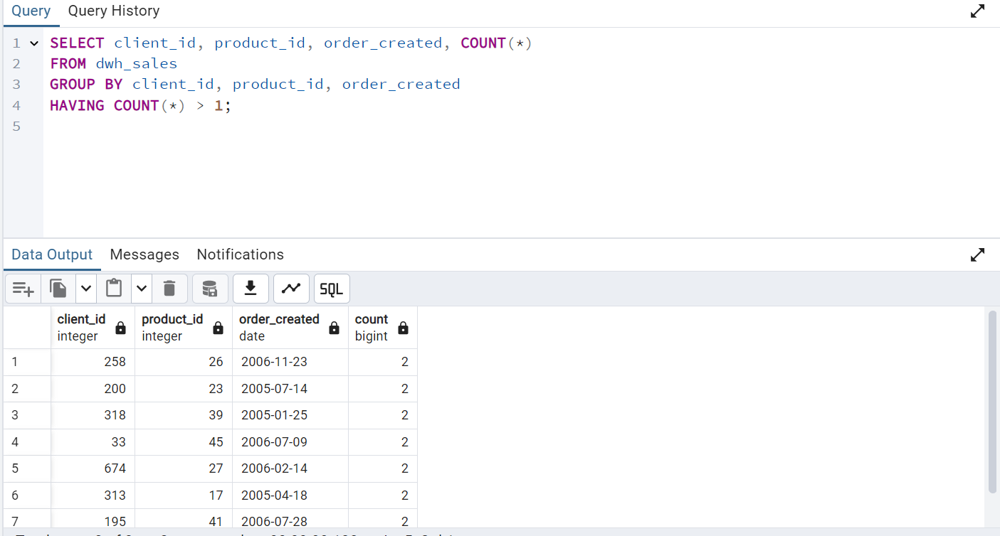 Query Query History
1 SELECT client_id, product_id, order_created, COUNT(*)
2 FROM dwh_sales
3 GROUP BY client_id, product_id, order_created
4 HAVING COUNT(*) > 1;
5
Data Output Messages Notifications
SQL
client_id product_id order_created count
integer integer date bigint
1 258 26 2006-11-23 2
2 200 23 2005-07-14 2
3 318 39 2005-01-25 2
4 33 45 2006-07-09 2
5 674 27 2006-02-14 2
6 313 17 2005-04-18 2
7 195 41 2006-07-28 2